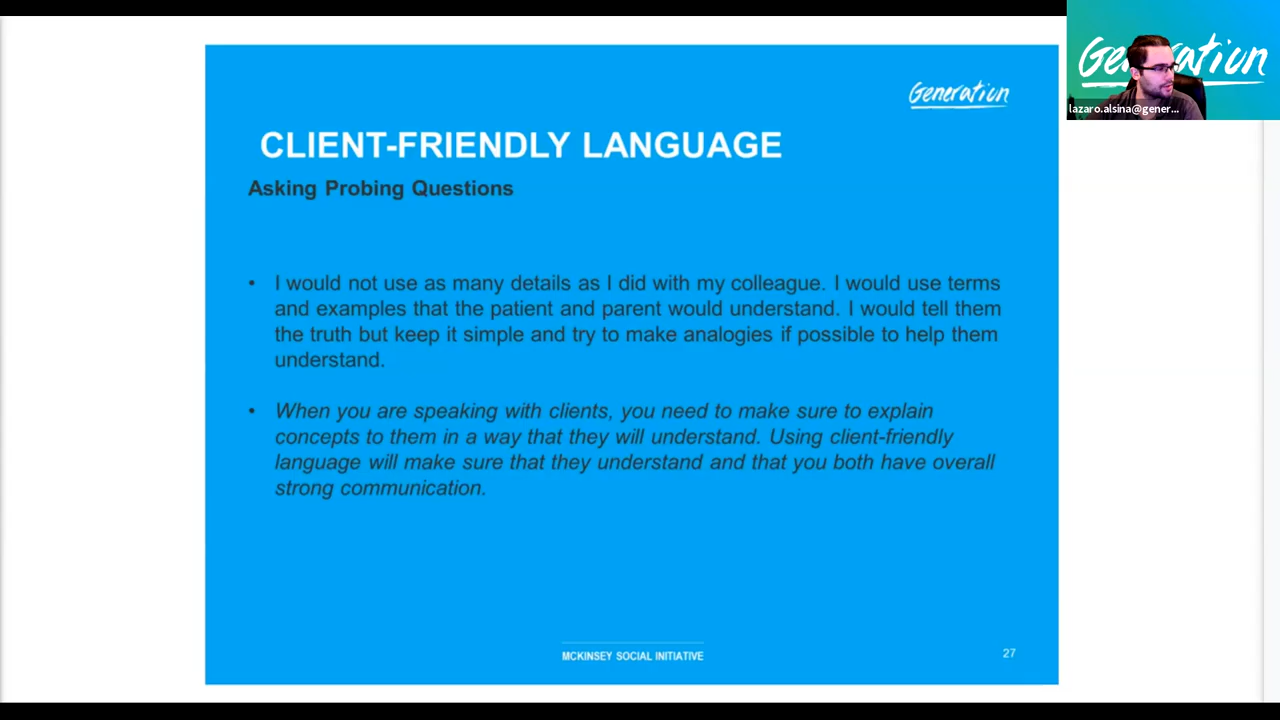 Generation
CLIENT-FRIENDLY LANGUAGE
Asking Probing Questions
• I would not use as many details as I did with my colleague. I would use terms
and examples that the patient and parent would understand. I would tell them
the truth but keep it simple and try to make analogies if possible to help them
understand.
• When you are speaking with clients, you need to make sure to explain
concepts to them in a way that they will understand. Using client-friendly
language will make sure that they understand and that you both have overall
strong communication.
MCKINSEY SOCIAL INITIATIVE
27
lazaro.alsina@gener...